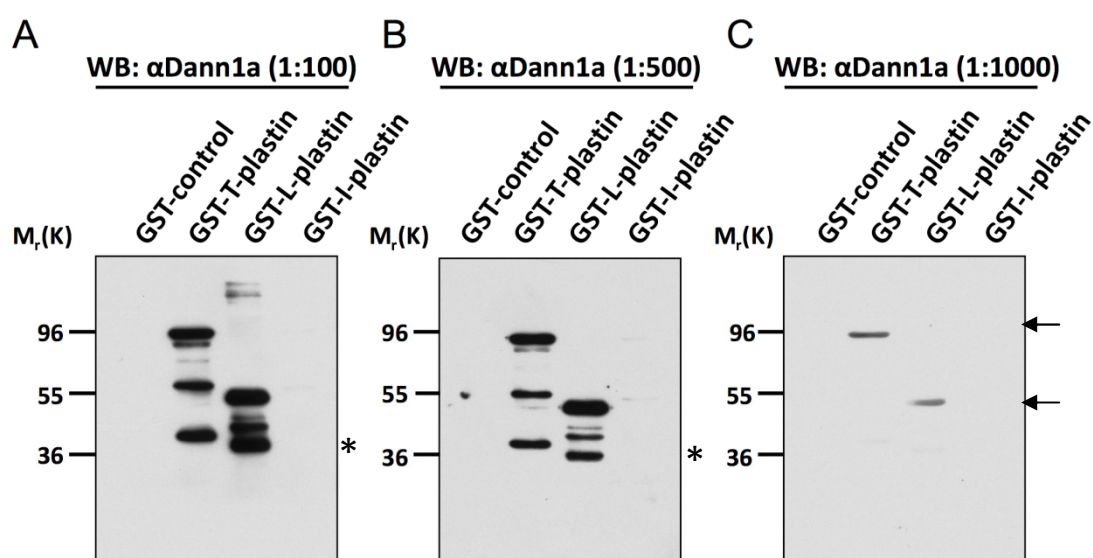 A
WB: αDann1a (1:100)
GST-control
GST-T-plastin
GST-L-plastin
GST-I-plastin
Mr(K)
96
55
36
*
B
WB: αDann1a (1:500)
GST-control
GST-T-plastin
GST-L-plastin
GST-I-plastin
Mr(K)
96
55
36
*
C
WB: αDann1a (1:1000)
GST-control
GST-T-plastin
GST-L-plastin
GST-I-plastin
Mr(K)
96
55
36